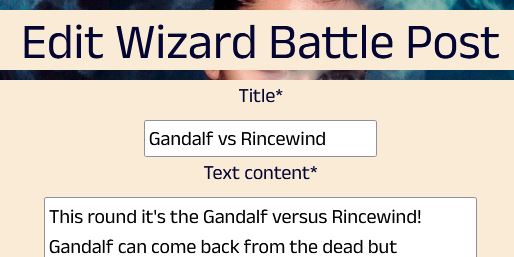 Edit Wizard Battle Post
Title*
Gandalf vs Rincewind
Text content*
This round it's the Gandalf versus Rincewind!
Gandalf can come back from the dead but